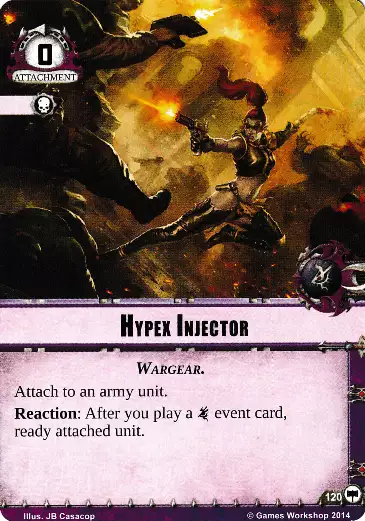 0
ATTACHMENT
HYPEX INJECTOR
WARGEAR.
Attach to an army unit.
Reaction: After you play a event card,
ready attached unit.
120
Illus. JB Casacop
© Games Workshop 2014